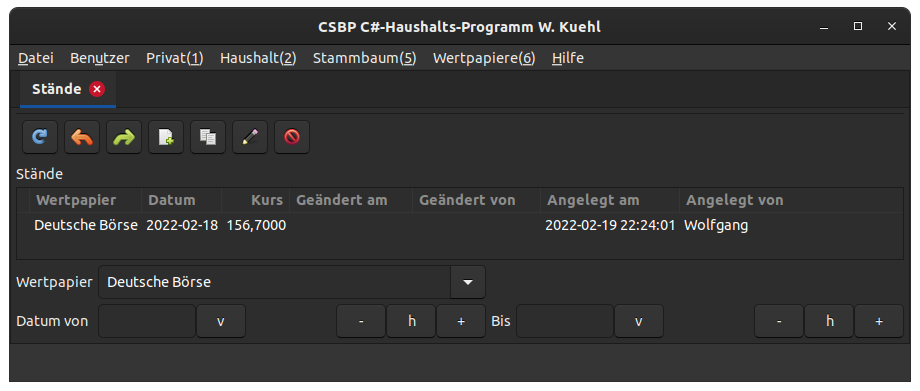 CSBP C#-Haushalts-Programm W. Kuehl
Datei Benutzer Privat(1) Haushalt(2) Stammbaum(5) Wertpapiere(6) Hilfe
Stände
Stände
Wertpapier Datum Kurs Geändert am Geändert von Angelegt am Angelegt von
Deutsche Börse 2022-02-18 156,7000 2022-02-19 22:24:01 Wolfgang
Wertpapier Deutsche Börse
Datum von v - h + Bis v - h +